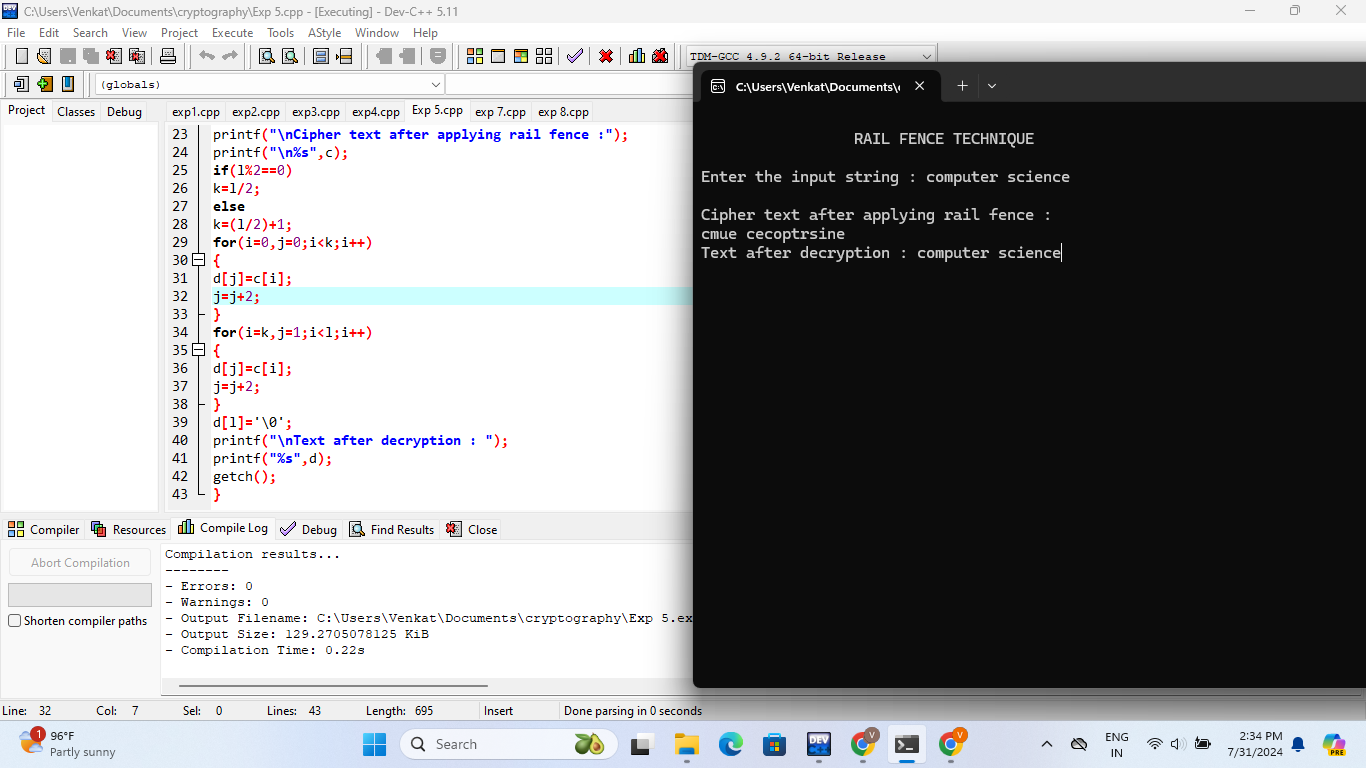 C:\Users\Venkat\Documents\cryptography\Exp 5.cpp - [Executing] - Dev-C++ 5.11
File Edit Search View Project Execute Tools AStyle Window Help
TDM-GCC 4.9.2 64-bit Release
(globals)
Project Classes Debug
exp1.cpp exp2.cpp exp3.cpp exp4.cpp Exp 5.cpp exp 7.cpp exp 8.cpp
23 printf("\nCipher text after applying rail fence :");
24 printf("\n%s",c);
25 if(l%2==0)
26 k=l/2;
27 else
28 k=(l/2)+1;
29 for(i=0,j=0;i<k;i++)
30 {
31 d[j]=c[i];
32 j=j+2;
33 }
34 for(i=k,j=1;i<l;i++)
35 {
36 d[j]=c[i];
37 j=j+2;
38 }
39 d[l]='\0';
40 printf("\nText after decryption : ");
41 printf("%s",d);
42 getch();
43 }
C:\Users\Venkat\Documents\
RAIL FENCE TECHNIQUE
Enter the input string : computer science
Cipher text after applying rail fence :
cmue cecoptrsine
Text after decryption : computer science
Compiler Resources Compile Log Debug Find Results Close
Abort Compilation
Shorten compiler paths
Compilation results...
--------
- Errors: 0
- Warnings: 0
- Output Filename: C:\Users\Venkat\Documents\cryptography\Exp 5.ex
- Output Size: 129.2705078125 KiB
- Compilation Time: 0.22s
Line: 32 Col: 7 Sel: 0 Lines: 43 Length: 695 Insert Done parsing in 0 seconds
1
96°F
Partly sunny
Search
DEV
V
V
ENG
IN
2:34 PM
7/31/2024
PRE